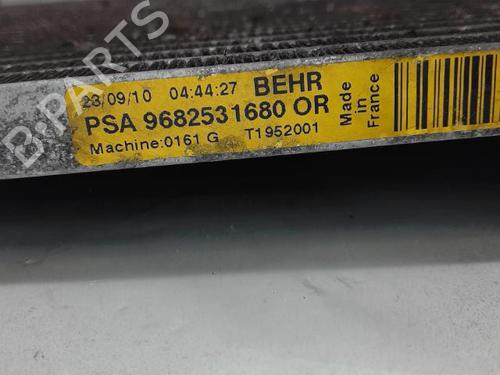 B-PARTS
23/09/10 04:44:27 BEHR
PSA 9682531680 OR
Machine:0161 G T1952001
Made
in
France